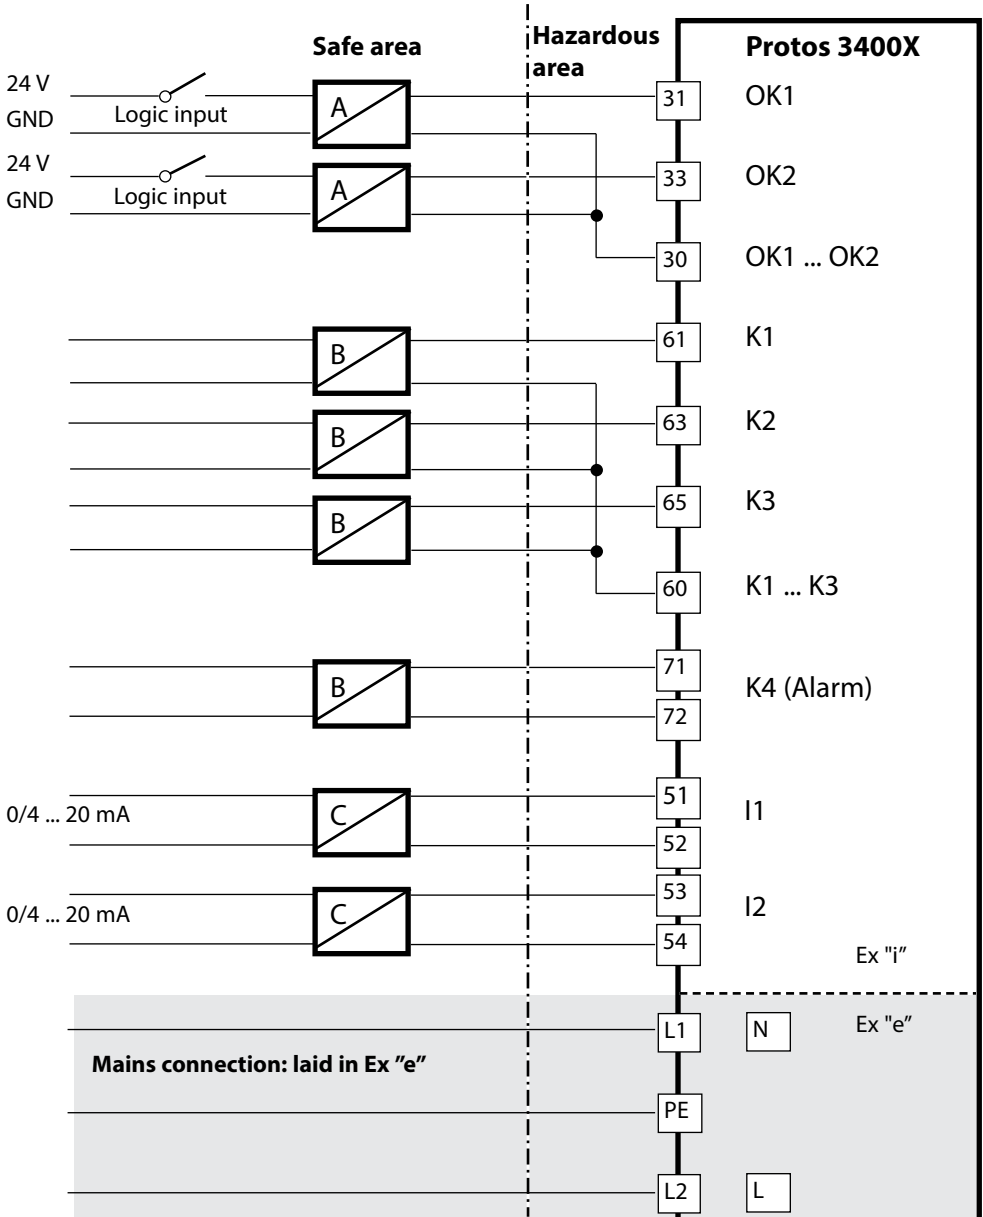 Safe area
Hazardous
area
Protos 3400X
24 V
GND
Logic input
A
31
OK1
24 V
GND
Logic input
A
33
OK2
30
OK1 ... OK2
B
61
K1
B
63
K2
B
65
K3
60
K1 ... K3
B
71
72
K4 (Alarm)
0/4 ... 20 mA
C
51
52
I1
0/4 ... 20 mA
C
53
54
I2
Ex "i”
L1
N
Ex "e”
Mains connection: laid in Ex ”e”
PE
L2
L